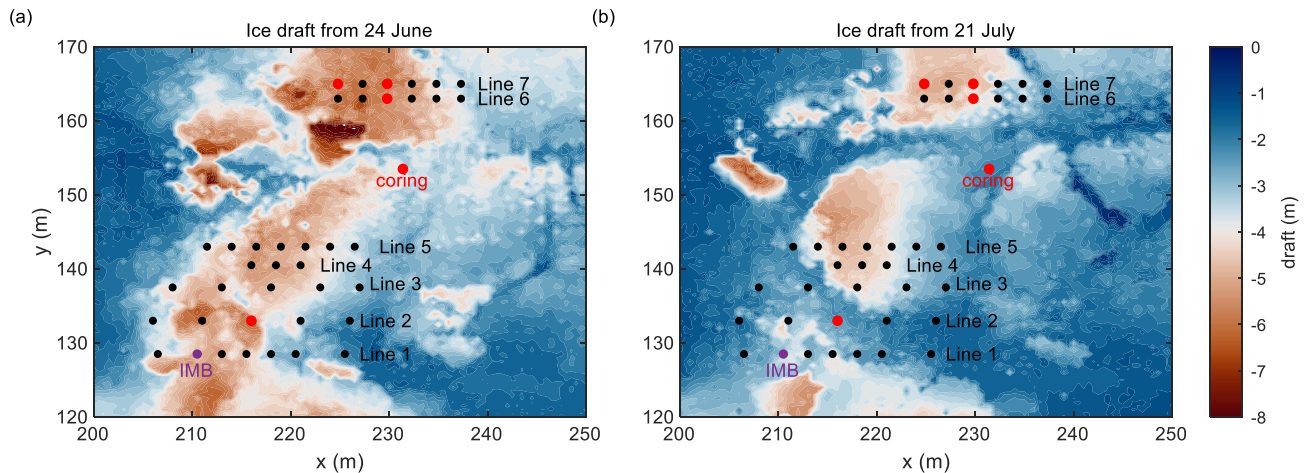 (a)
Ice draft from 24 June
(b)
Ice draft from 21 July
170
160
150
140
130
120
y (m)
200
210
220
230
240
250
x (m)
Line 7
Line 6
coring
Line 5
Line 4
Line 3
Line 2
Line 1
IMB
170
160
150
140
130
120
200
210
220
230
240
250
x (m)
Line 7
Line 6
coring
Line 5
Line 4
Line 3
Line 2
Line 1
IMB
0
-1
-2
-3
-4
-5
-6
-7
-8
draft (m)